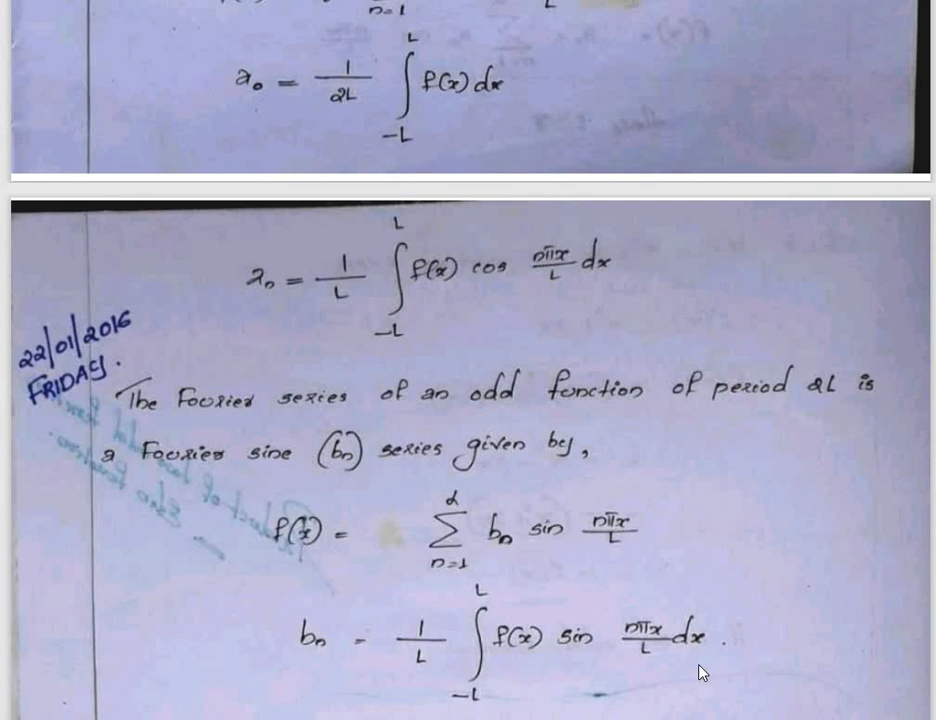 n=1 L
a₀ = 1/2L ∫_{-L}^{L} f(x) dx
aₙ = 1/L ∫_{-L}^{L} f(x) cos nπx/L dx
22/01/2016
FRIDAY.
The Fourier series of an odd function of period 2L is
a Fourier sine (bₙ) series given by,
f(x) = ∑_{n=1}^{α} bₙ sin nπx/L
bₙ = 1/L ∫_{-L}^{L} f(x) sin nπx/L dx .